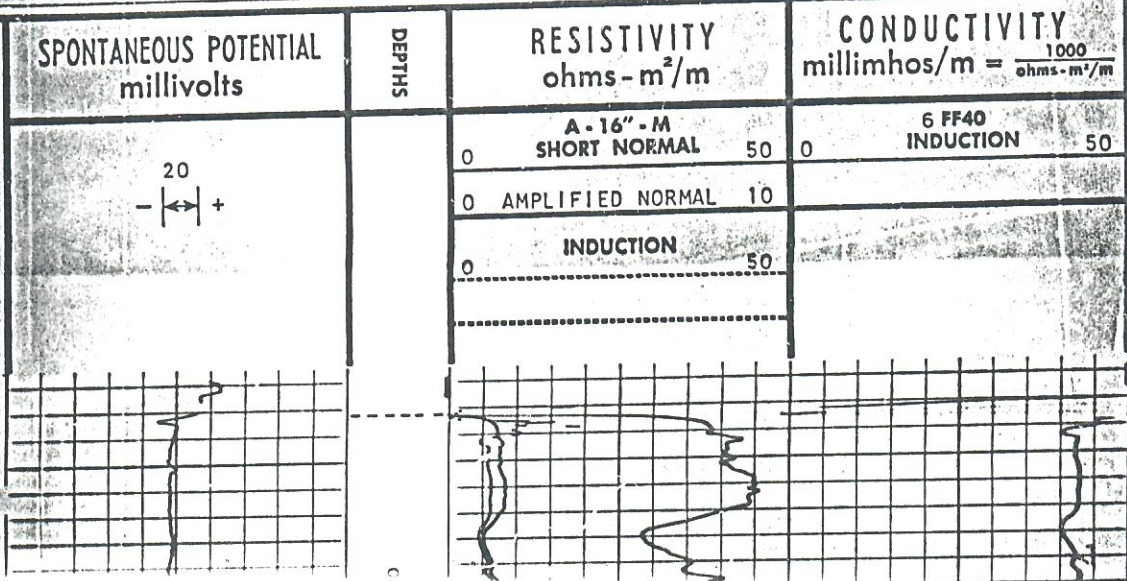 SPONTANEOUS POTENTIAL
millivolts
DEPTHS
RESISTIVITY
ohms-m²/m
CONDUCTIVITY
millimhos/m = 1000
ohms-m²/m
A - 16" - M
0 SHORT NORMAL 50
0 AMPLIFIED NORMAL 10
INDUCTION
0 50
6 FF40
0 INDUCTION 50
20
- +